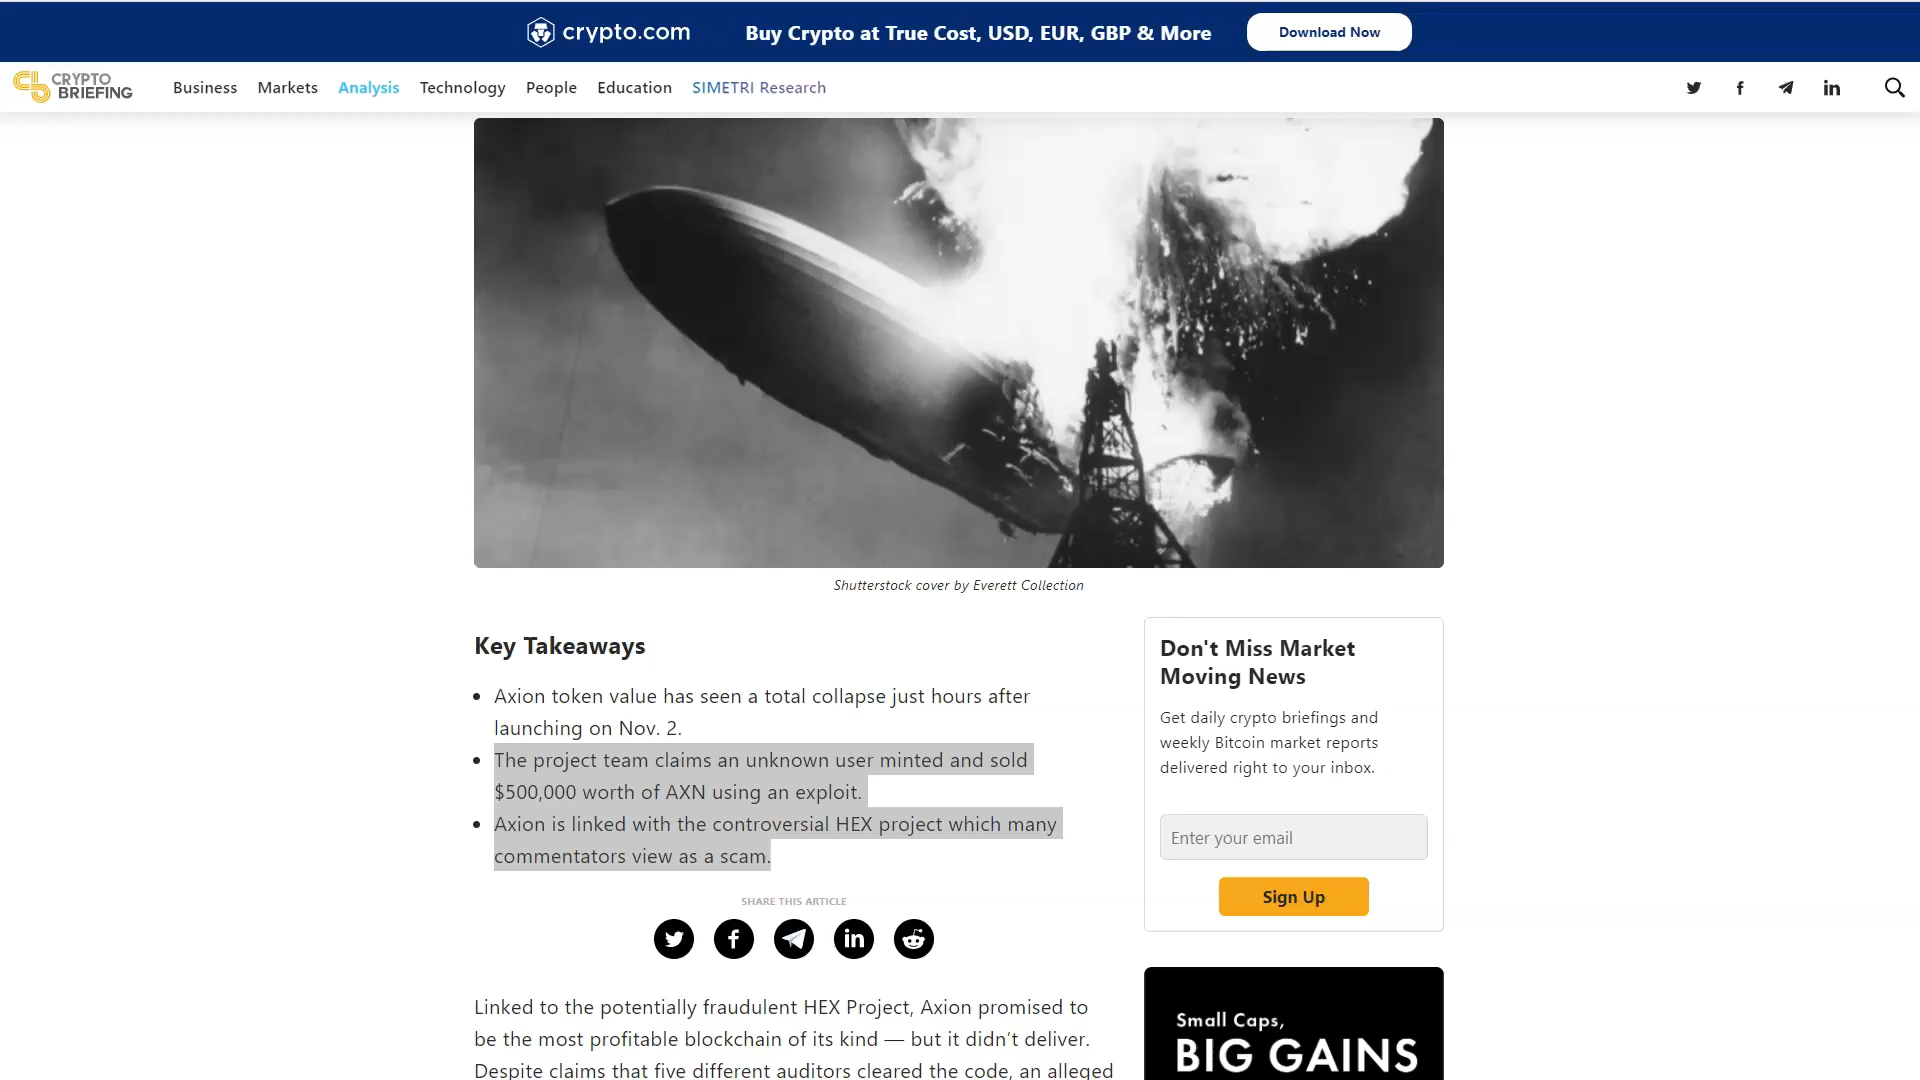 crypto.com
Buy Crypto at True Cost, USD, EUR, GBP & More
Download Now
CRYPTO
BRIEFING
Business
Markets
Analysis
Technology
People
Education
SIMETRI Research
Shutterstock cover by Everett Collection
Key Takeaways
Axion token value has seen a total collapse just hours after
launching on Nov. 2.
The project team claims an unknown user minted and sold
$500,000 worth of AXN using an exploit.
Axion is linked with the controversial HEX project which many
commentators view as a scam.
SHARE THIS ARTICLE
Linked to the potentially fraudulent HEX Project, Axion promised to
be the most profitable blockchain of its kind — but it didn’t deliver.
Despite claims that five different auditors cleared the code, an alleged
Don't Miss Market
Moving News
Get daily crypto briefings and
weekly Bitcoin market reports
delivered right to your inbox.
Enter your email
Sign Up
Small Caps,
BIG GAINS